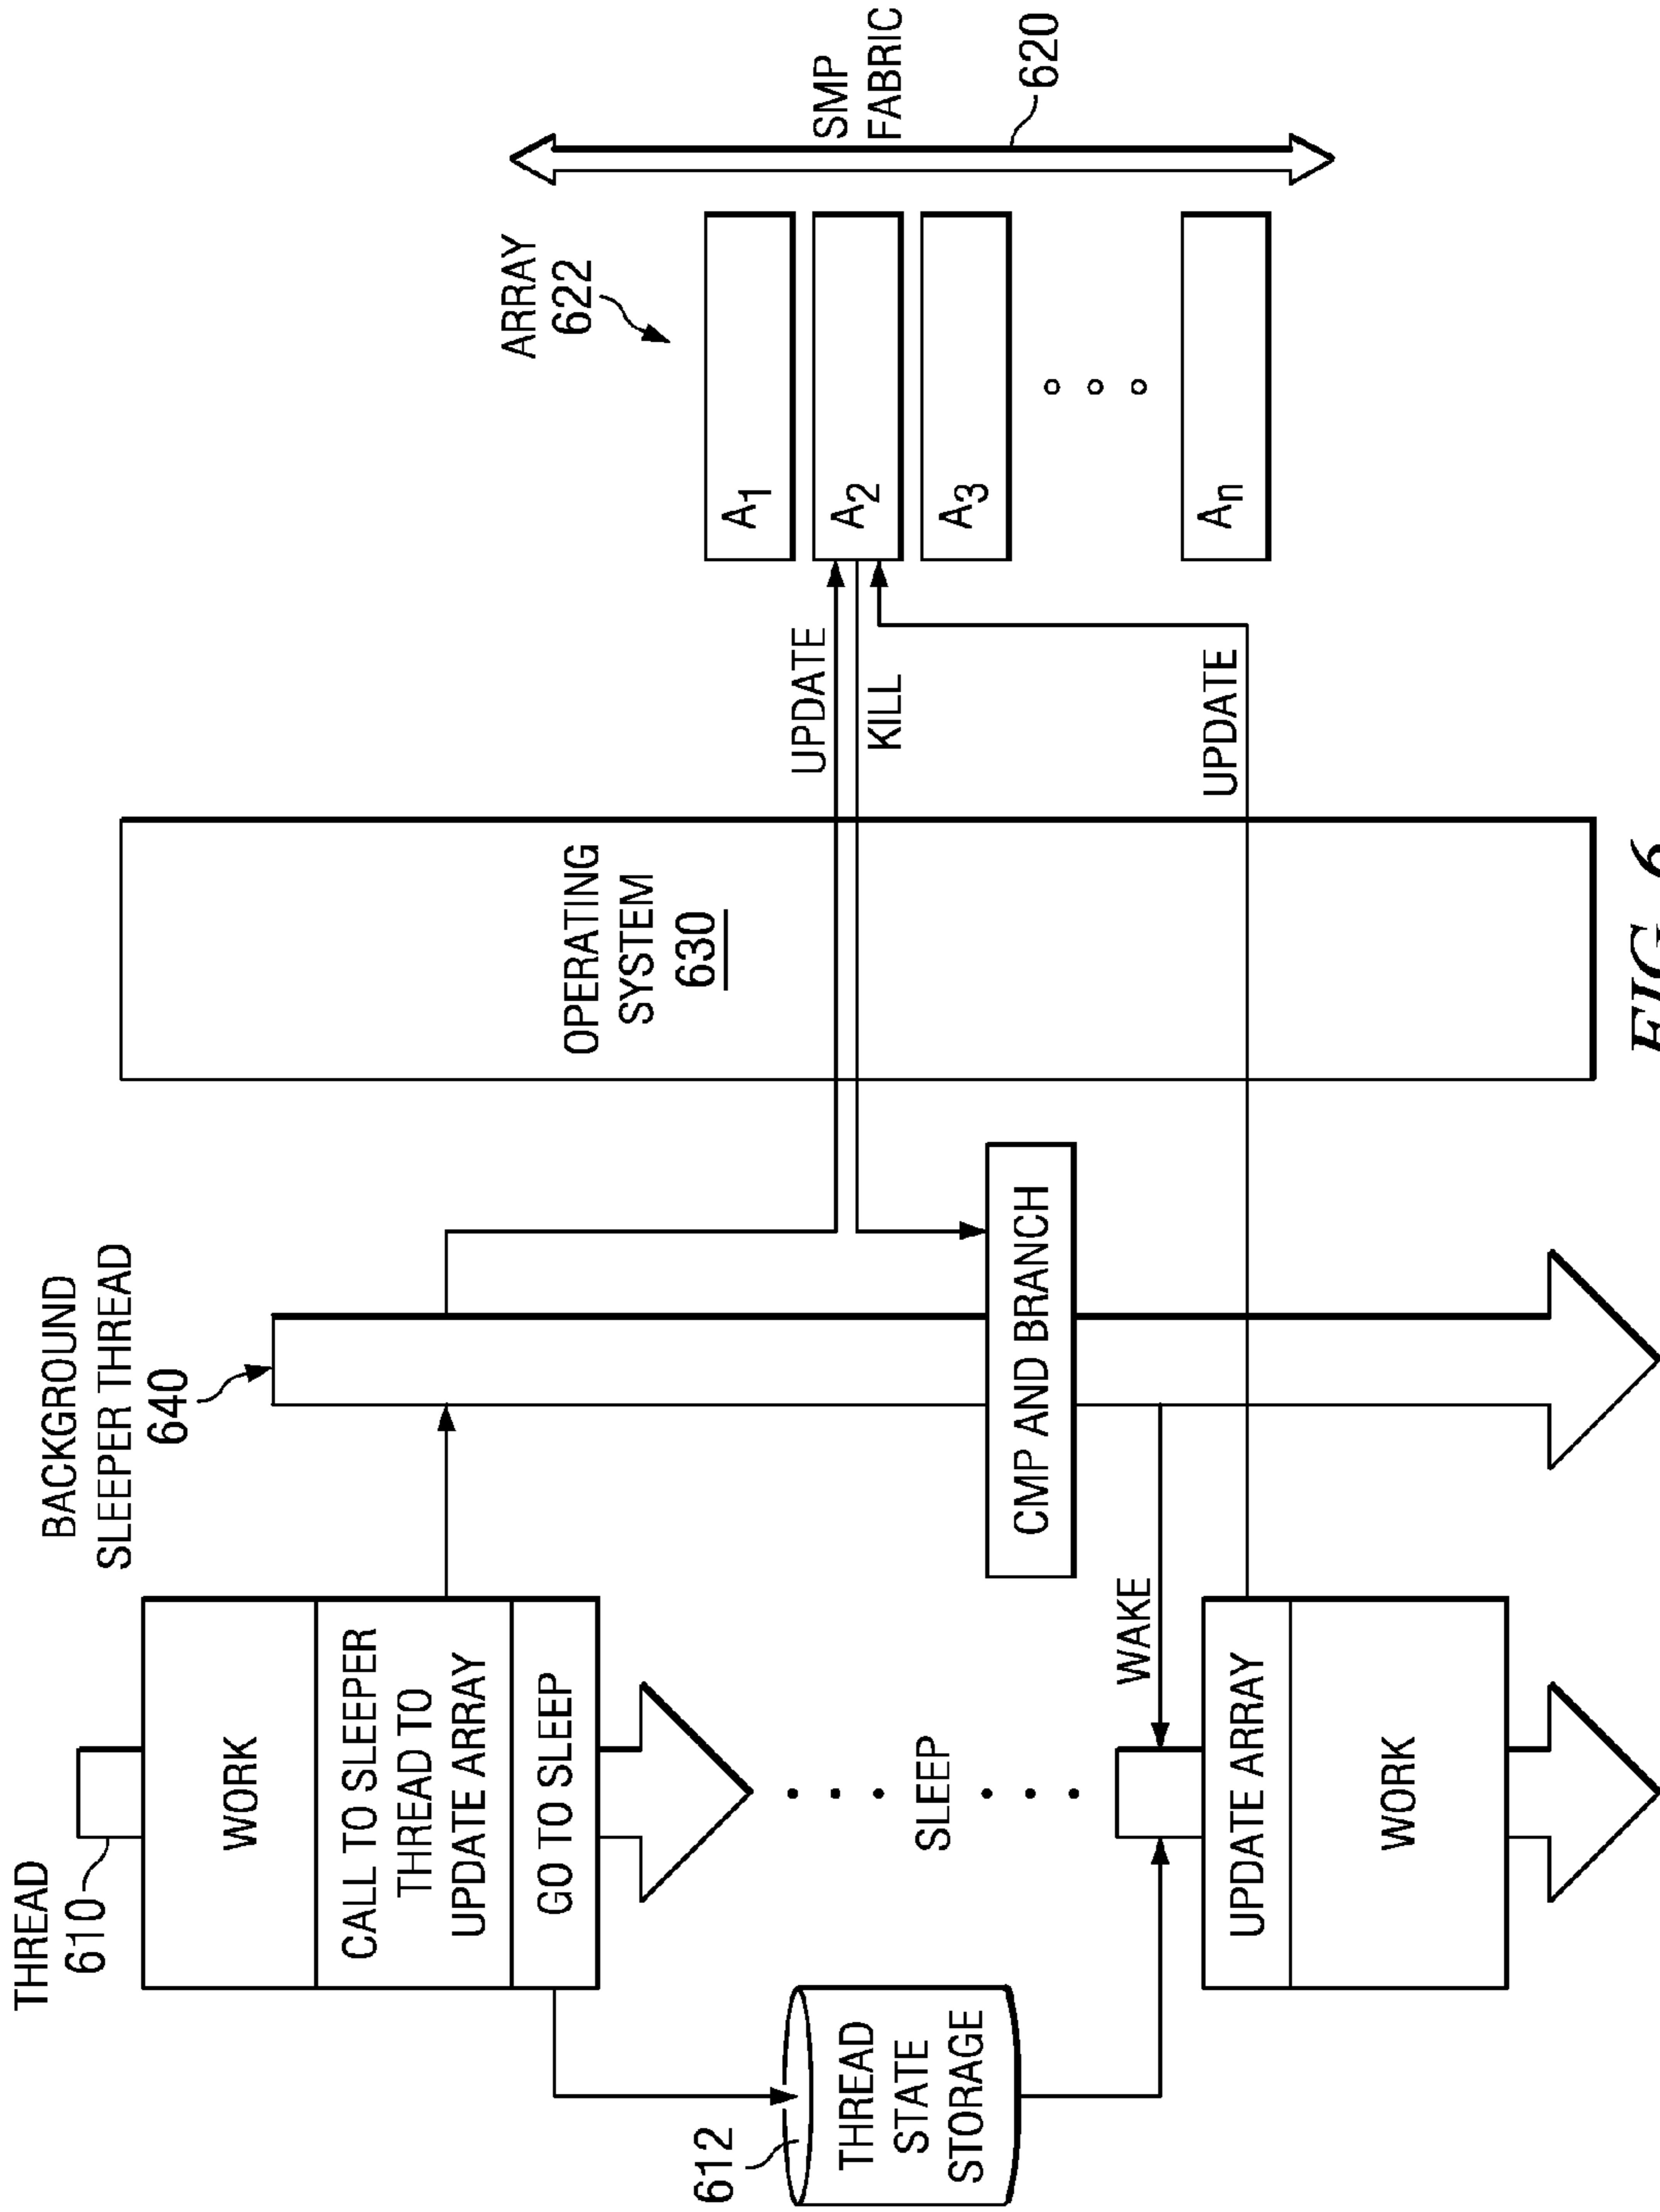 THREAD
610
WORK
CALL TO SLEEPER
THREAD TO
UPDATE ARRAY
GO TO SLEEP
612
THREAD
STATE
STORAGE
SLEEP
WAKE
UPDATE ARRAY
WORK
BACKGROUND
SLEEPER THREAD
640
CMP AND BRANCH
OPERATING
SYSTEM
630
UPDATE
KILL
UPDATE
ARRAY
622
A1
A2
A3
An
SMP
FABRIC
620
FIG. 6